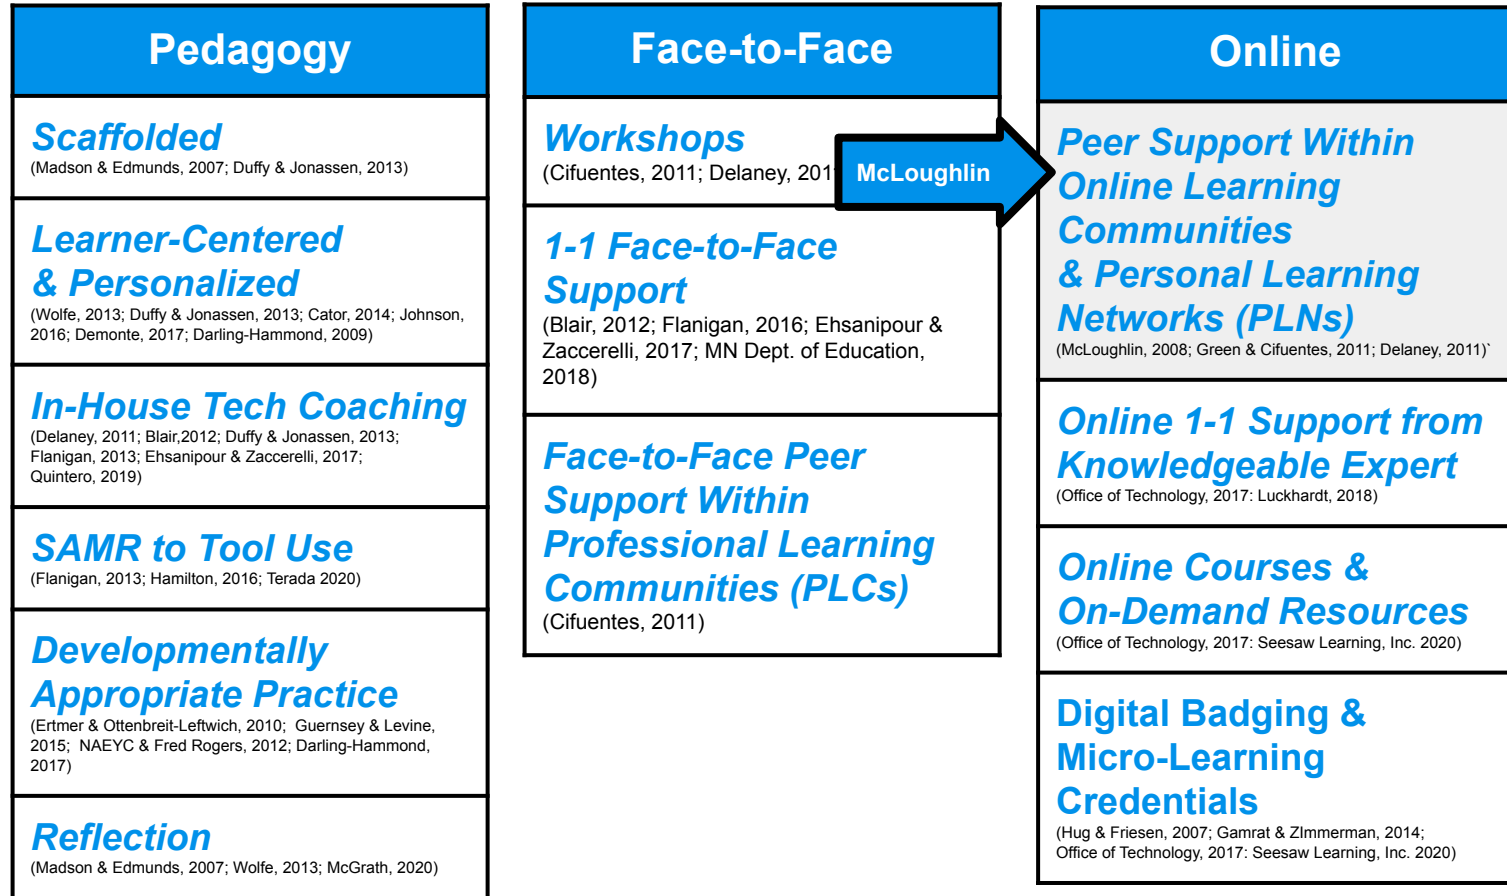 Pedagogy
Scaffolded
(Madson & Edmunds, 2007; Duffy & Jonassen, 2013)
Learner-Centered
& Personalized
(Wolfe, 2013; Duffy & Jonassen, 2013; Cator, 2014; Johnson,
2016; Demonte, 2017; Darling-Hammond, 2009)
In-House Tech Coaching
(Delaney, 2011; Blair,2012; Duffy & Jonassen, 2013;
Flanigan, 2013; Ehsanipour & Zaccerelli, 2017;
Quintero, 2019)
SAMR to Tool Use
(Flanigan, 2013; Hamilton, 2016; Terada 2020)
Developmentally
Appropriate Practice
(Ertmer & Ottenbreit-Leftwich, 2010;  Guernsey & Levine,
2015;  NAEYC & Fred Rogers, 2012; Darling-Hammond,
2017)
Reflection
(Madson & Edmunds, 2007; Wolfe, 2013; McGrath, 2020)
Face-to-Face
Workshops
(Cifuentes, 2011; Delaney, 201
McLoughlin
1-1 Face-to-Face
Support
(Blair, 2012; Flanigan, 2016; Ehsanipour &
Zaccerelli, 2017; MN Dept. of Education,
2018)
Face-to-Face Peer
Support Within
Professional Learning
Communities (PLCs)
(Cifuentes, 2011)
Online
Peer Support Within
Online Learning
Communities
& Personal Learning
Networks (PLNs)
(McLoughlin, 2008; Green & Cifuentes, 2011; Delaney, 2011)`
Online 1-1 Support from
Knowledgeable Expert
(Office of Technology, 2017: Luckhardt, 2018)
Online Courses &
On-Demand Resources
(Office of Technology, 2017: Seesaw Learning, Inc. 2020)
Digital Badging &
Micro-Learning
Credentials
(Hug & Friesen, 2007; Gamrat & ZImmerman, 2014;
Office of Technology, 2017: Seesaw Learning, Inc. 2020)